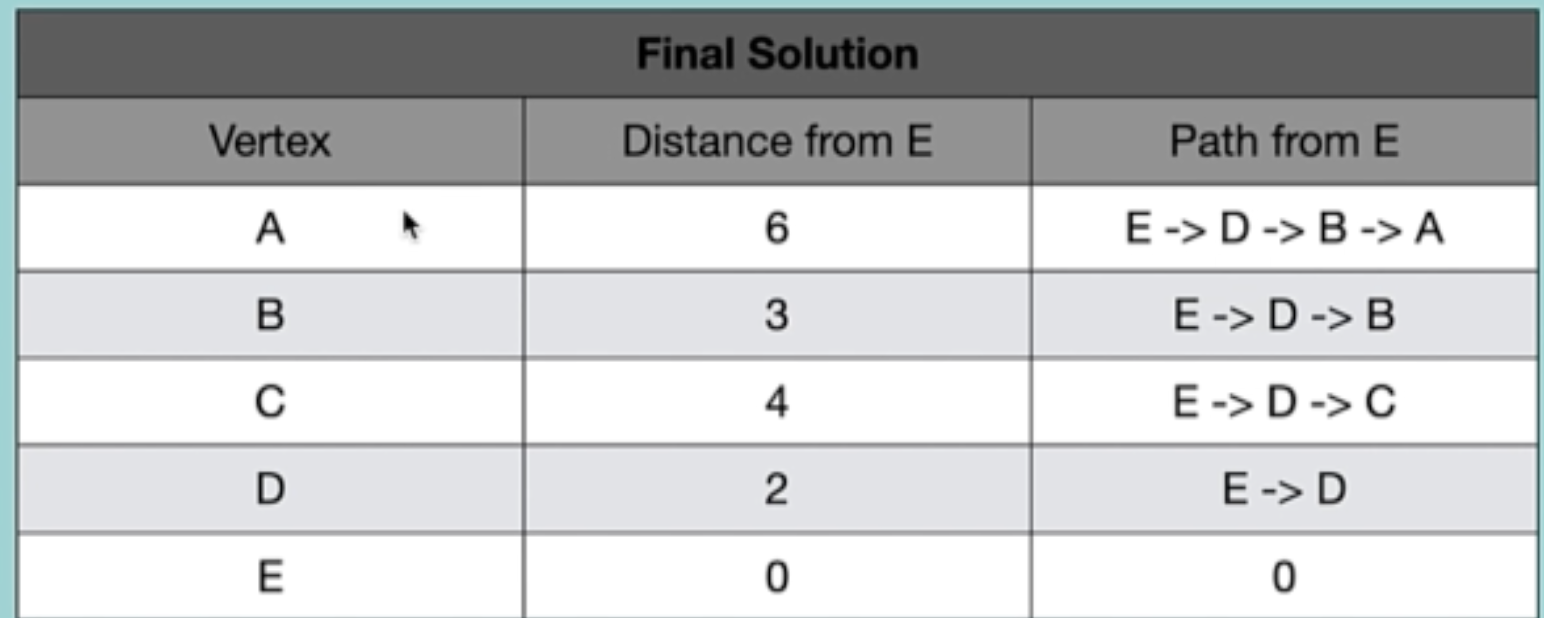 Final Solution
Vertex Distance from E Path from E
A 6 E -> D -> B -> A
B 3 E -> D -> B
C 4 E -> D -> C
D 2 E -> D
E 0 0